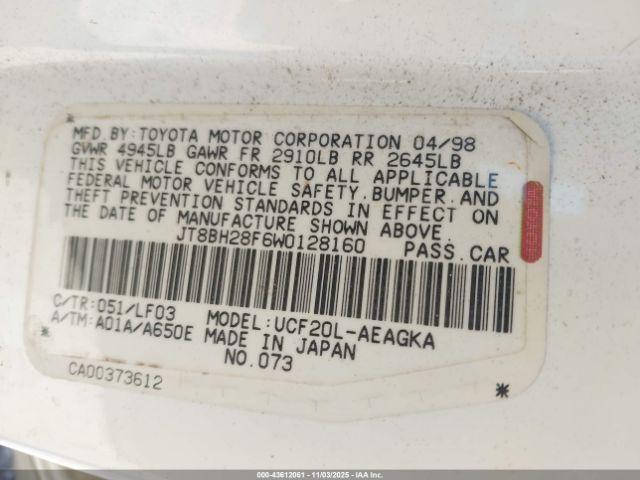 MFD.BY:TOYOTA MOTOR CORPORATION 04/98
GVWR 4945LB GAWR FR 2910LB RR 2645LB
THIS VEHICLE CONFORMS TO ALL APPLICABLE
FEDERAL MOTOR VEHICLE SAFETY,BUMPER,AND
THEFT PREVENTION STANDARDS IN EFFECT ON
THE DATE OF MANUFACTURE SHOWN ABOVE.
JT8BH28F6W0128160 PASS.CAR
C/TR:051/LF03 MODEL:UCF20L-AEAGKA
A/TM:A01A/A650E MADE IN JAPAN
NO.073
CA00373612
000-43612061 - 11/03/2025 - IAA, Inc.